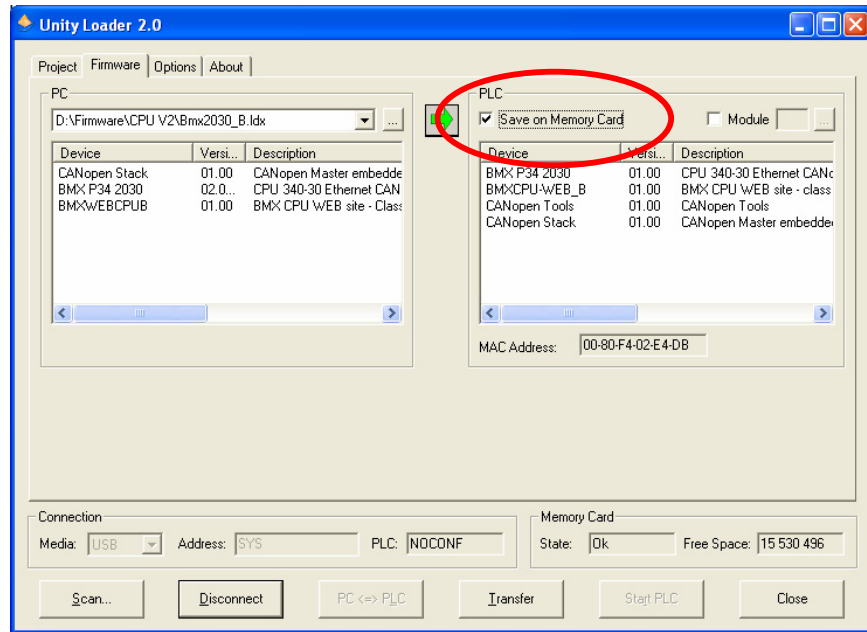 Unity Loader 2.0
Project Firmware Options About
PC
D:\Firmware\CPU V2\Bmx2030_B.ldx ...
Device Versi... Description
CANopen Stack 01.00 CANopen Master embedde
BMX P34 2030 02.0... CPU 340-30 Ethernet CAN
BMXWEBCPUB 01.00 BMX CPU WEB site - Class
PLC
Save on Memory Card Module ...
Device Versi... Description
BMX P34 2030 01.00 CPU 340-30 Ethernet CANc
BMXCPU-WEB_B 01.00 BMX CPU WEB site - class
CANopen Tools 01.00 CANopen Tools
CANopen Stack 01.00 CANopen Master embedde
MAC Address: 00-80-F4-02-E4-DB
Connection
Media: USB Address: SYS PLC: NOCONF
Memory Card
State: Ok Free Space: 15 530 496
Scan... Disconnect PC <=> PLC Transfer Start PLC Close